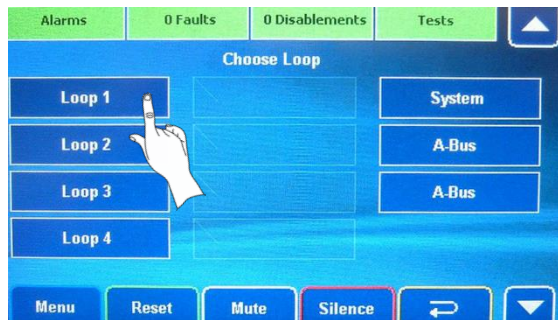 Alarms
0 Faults
0 Disablements
Tests
Choose Loop
Loop 1
System
Loop 2
A-Bus
Loop 3
A-Bus
Loop 4
Menu
Reset
Mute
Silence